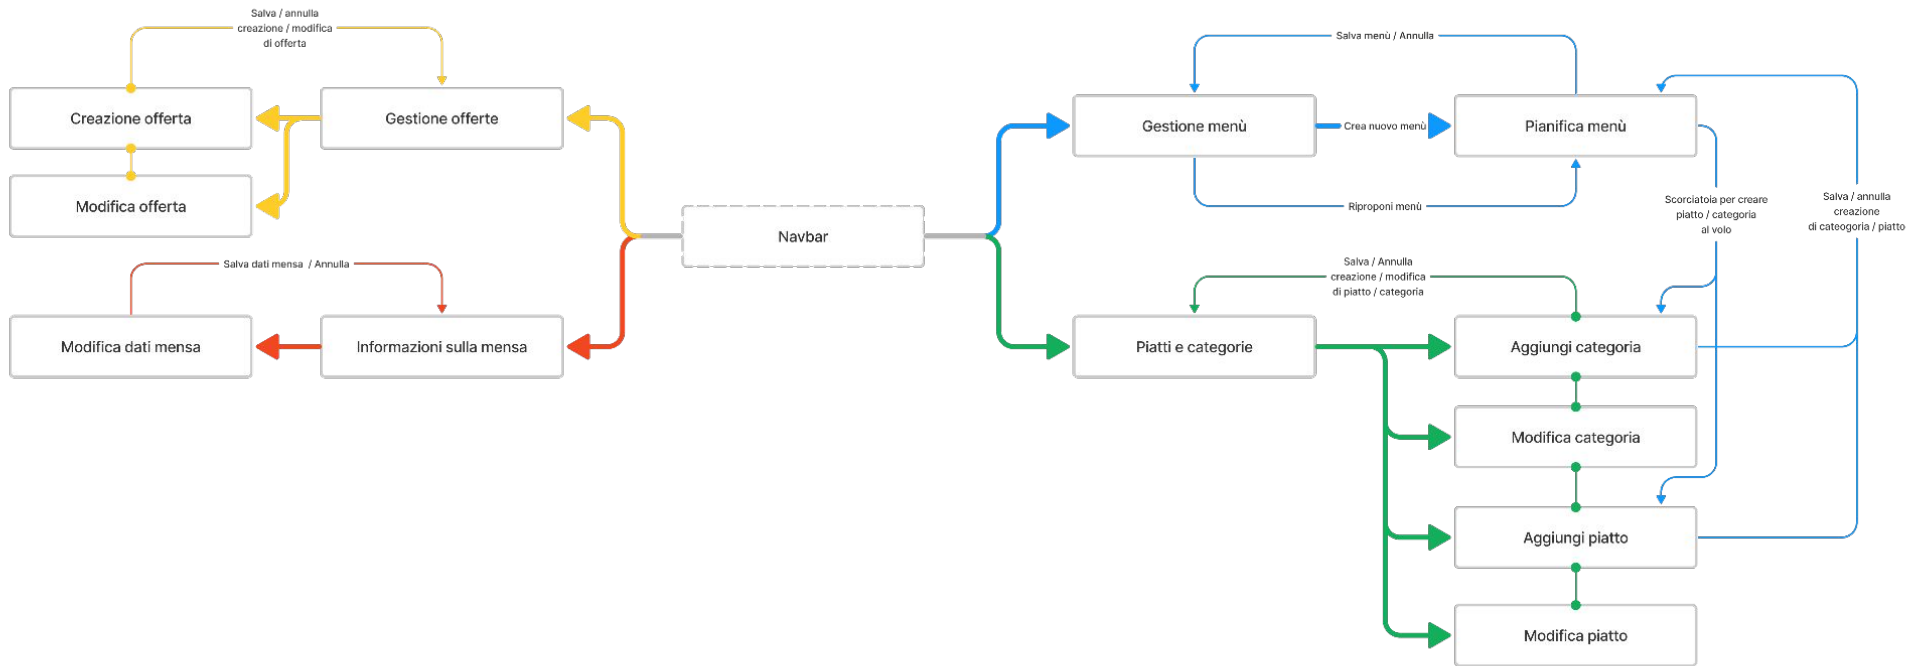 Salva / annulla
creazione / modifica
di offerta
Creazione offerta
Gestione offerte
Modifica offerta
Salva dati mensa / Annulla
Modifica dati mensa
Informazioni sulla mensa
Navbar
Salva menù / Annulla
Gestione menù
Crea nuovo menù
Pianifica menù
Riproponi menù
Scorciatoia per creare
piatto / categoria
al volo
Salva / annulla
creazione
di cateogoria / piatto
Salva / Annulla
creazione / modifica
di piatto / categoria
Piatti e categorie
Aggiungi categoria
Modifica categoria
Aggiungi piatto
Modifica piatto